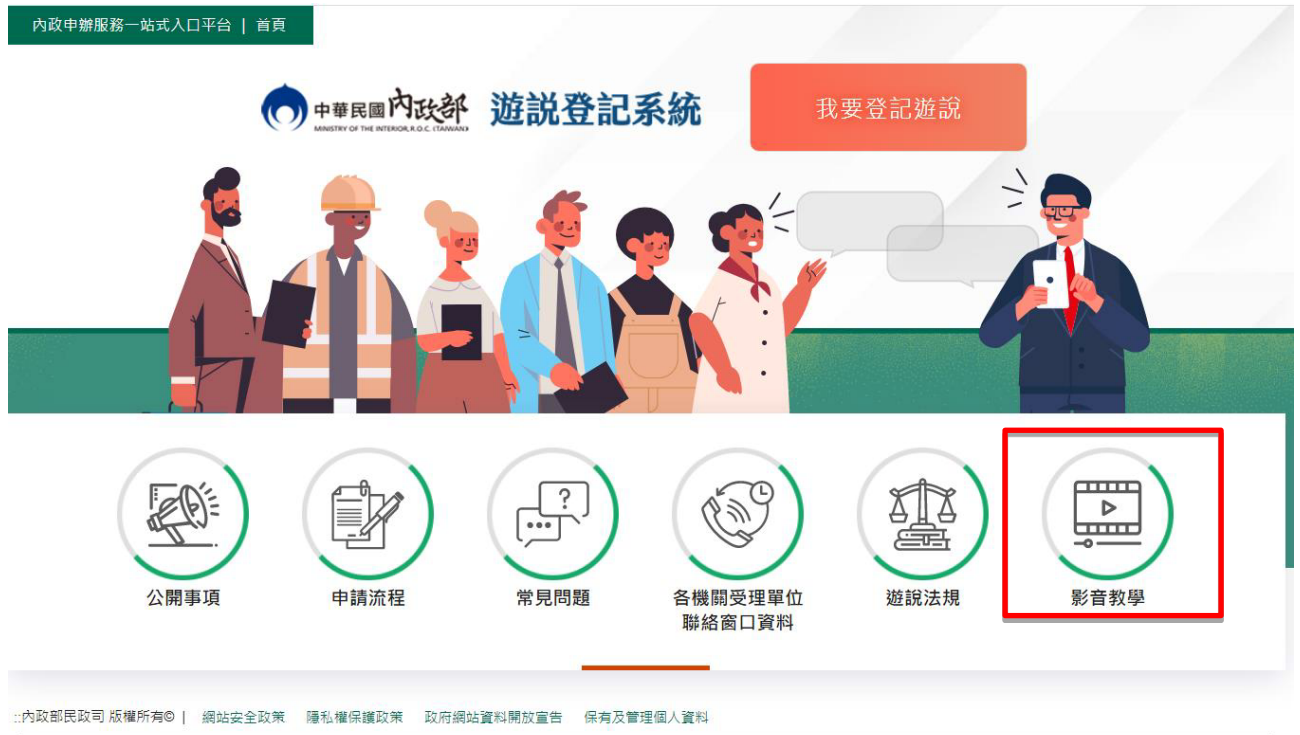 內政申辦服務一站式入口平台 | 首頁
中華民國內政部
MINISTRY OF THE INTERIOR, R.O.C. (TAIWAN)
遊説登記系統
我要登記遊說
?
公開事項
申請流程
常見問題
各機關受理單位
聯絡窗口資料
遊說法規
影音教學
::內政部民政司 版權所有© | 網站安全政策 隱私權保護政策 政府網站資料開放宣告 保有及管理個人資料